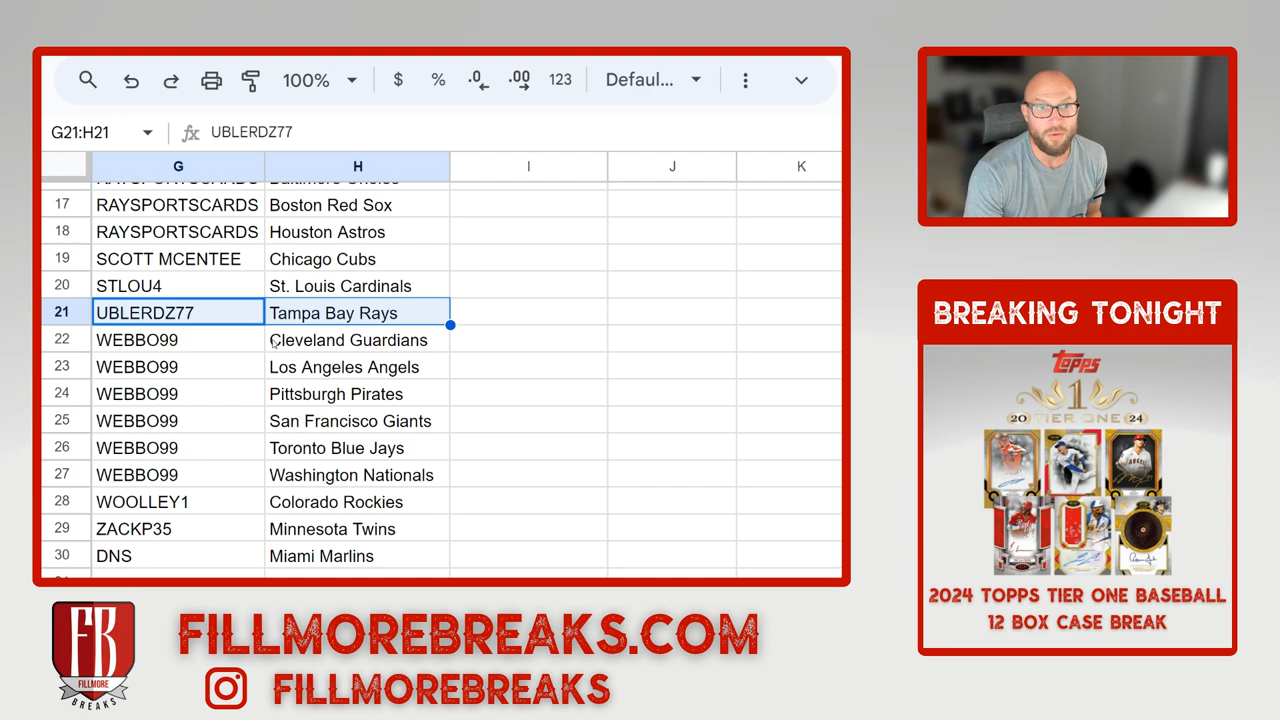 100%
$ % .0 .00 123 Defaul...
G21:H21
fx UBLERDZ77
G H I J K
17 RAYSPORTSCARDS Boston Red Sox
18 RAYSPORTSCARDS Houston Astros
19 SCOTT MCENTEE Chicago Cubs
20 STLOU4 St. Louis Cardinals
21 UBLERDZ77 Tampa Bay Rays
22 WEBBO99 Cleveland Guardians
23 WEBBO99 Los Angeles Angels
24 WEBBO99 Pittsburgh Pirates
25 WEBBO99 San Francisco Giants
26 WEBBO99 Toronto Blue Jays
27 WEBBO99 Washington Nationals
28 WOOLLEY1 Colorado Rockies
29 ZACKP35 Minnesota Twins
30 DNS Miami Marlins
BREAKING TONIGHT
topps
1
20 TIER ONE 24
2024 TOPPS TIER ONE BASEBALL
12 BOX CASE BREAK
FB
FILLMORE
BREAKS
FILLMOREBREAKS.COM
FILLMOREBREAKS